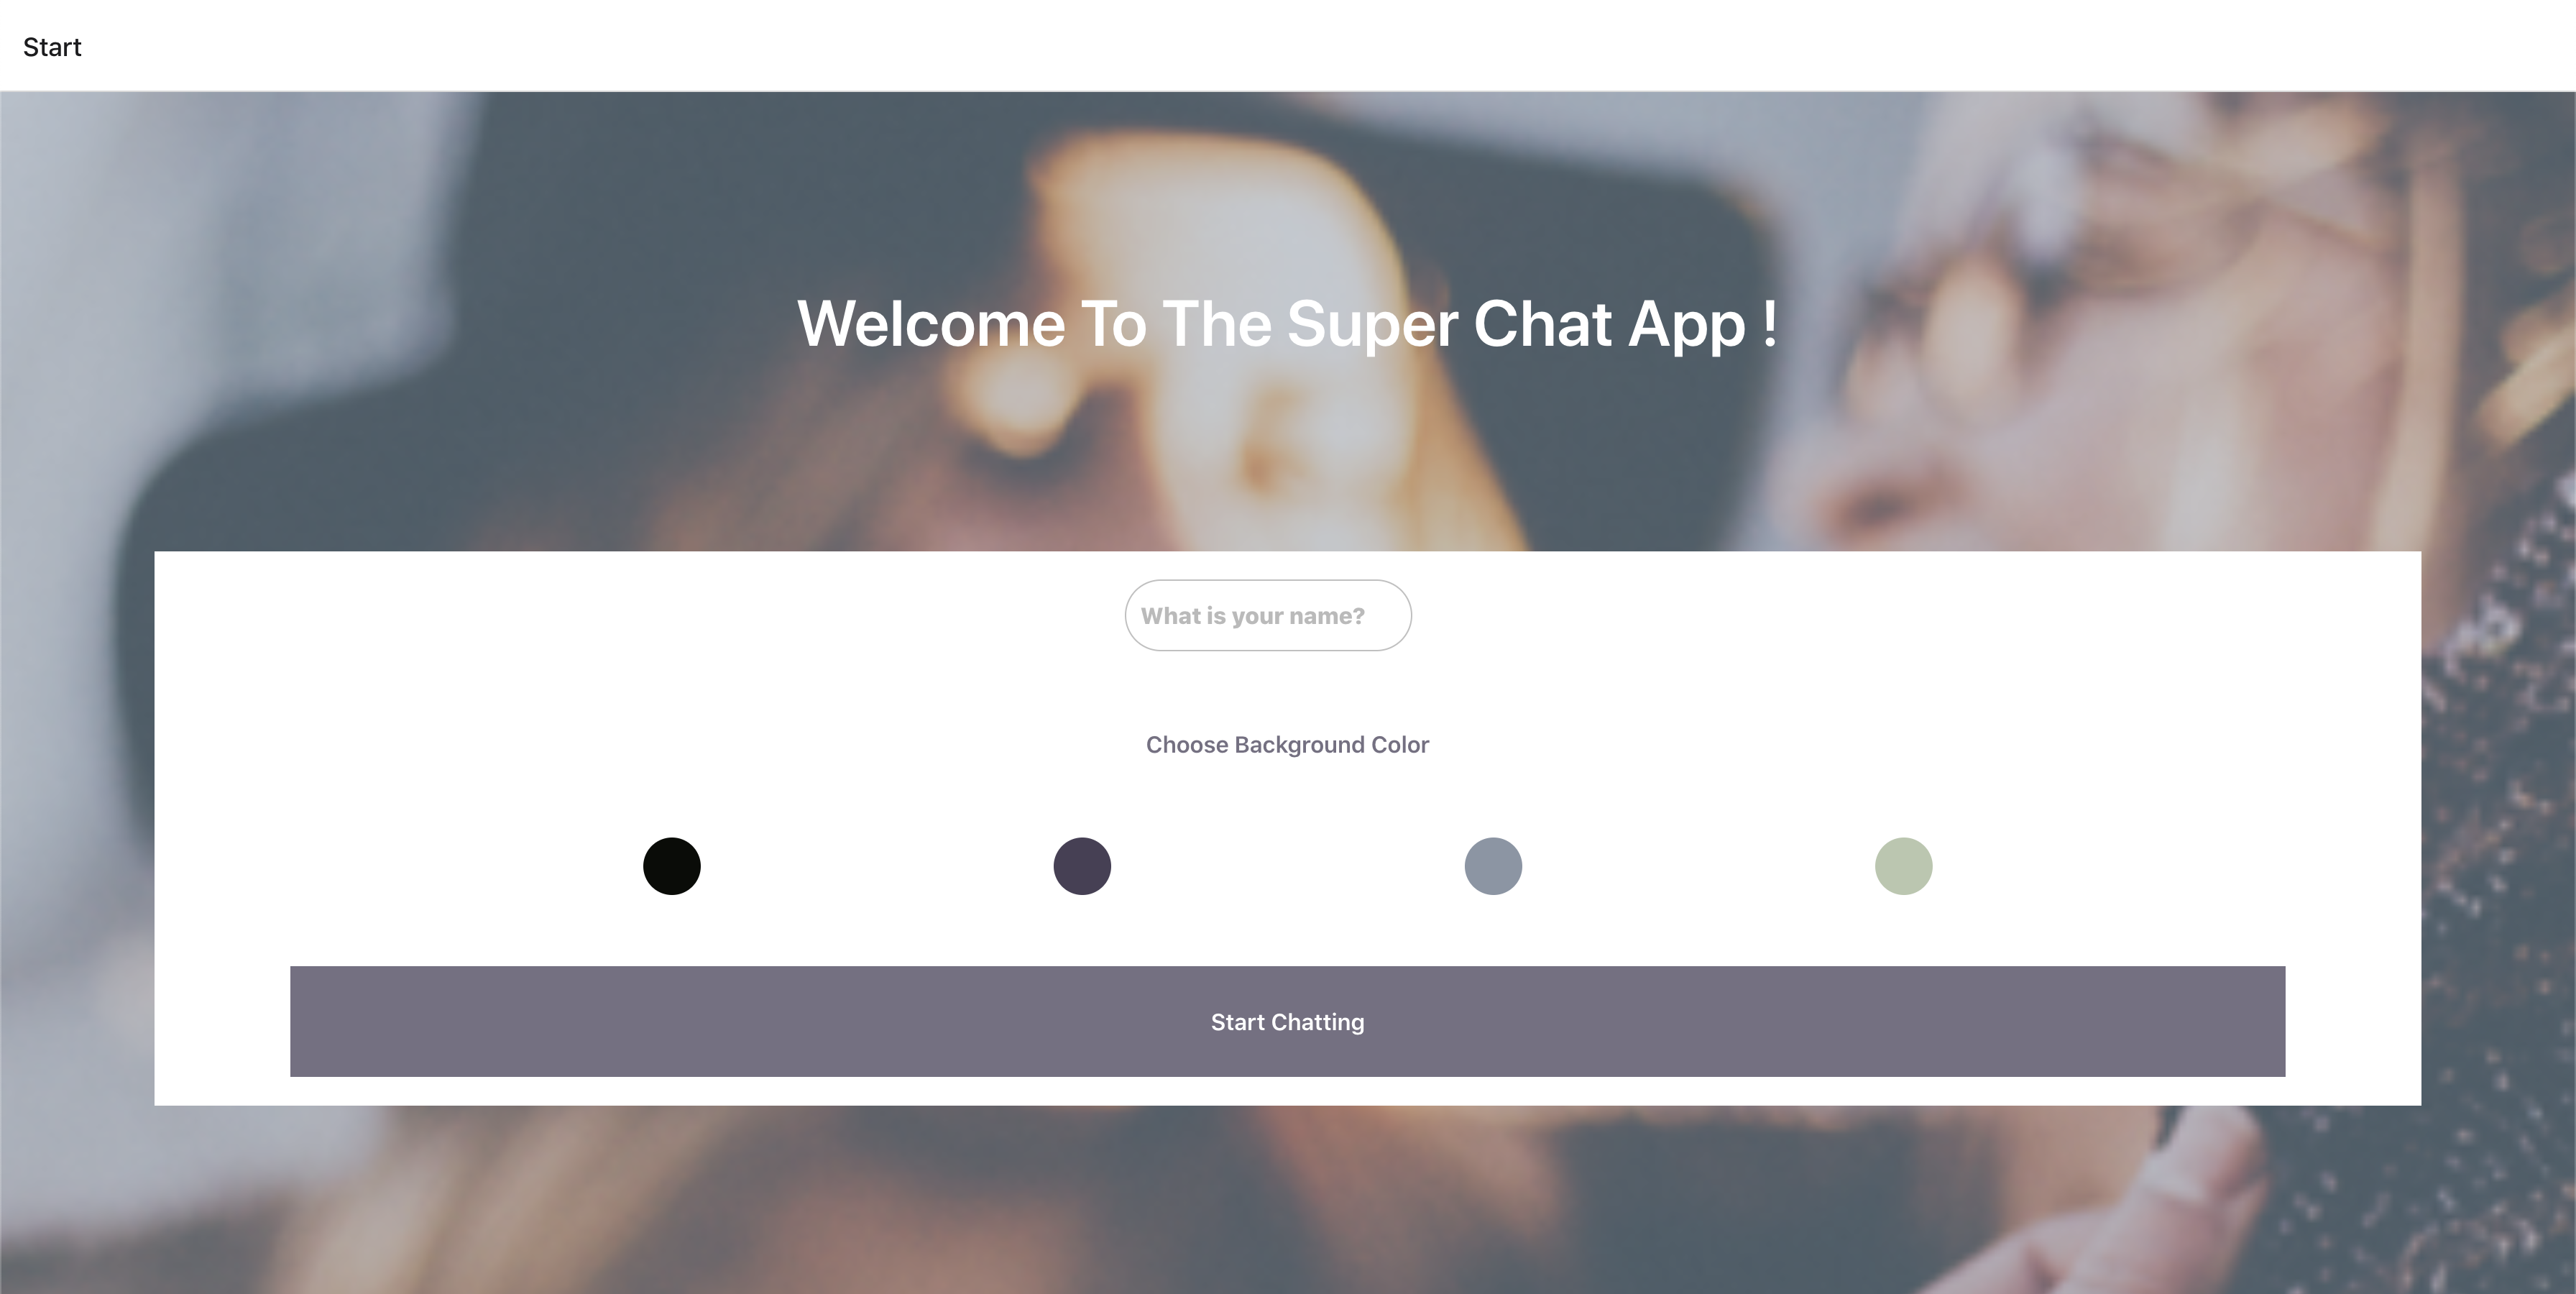 Start
Welcome To The Super Chat App !
What is your name?
Choose Background Color
Start Chatting